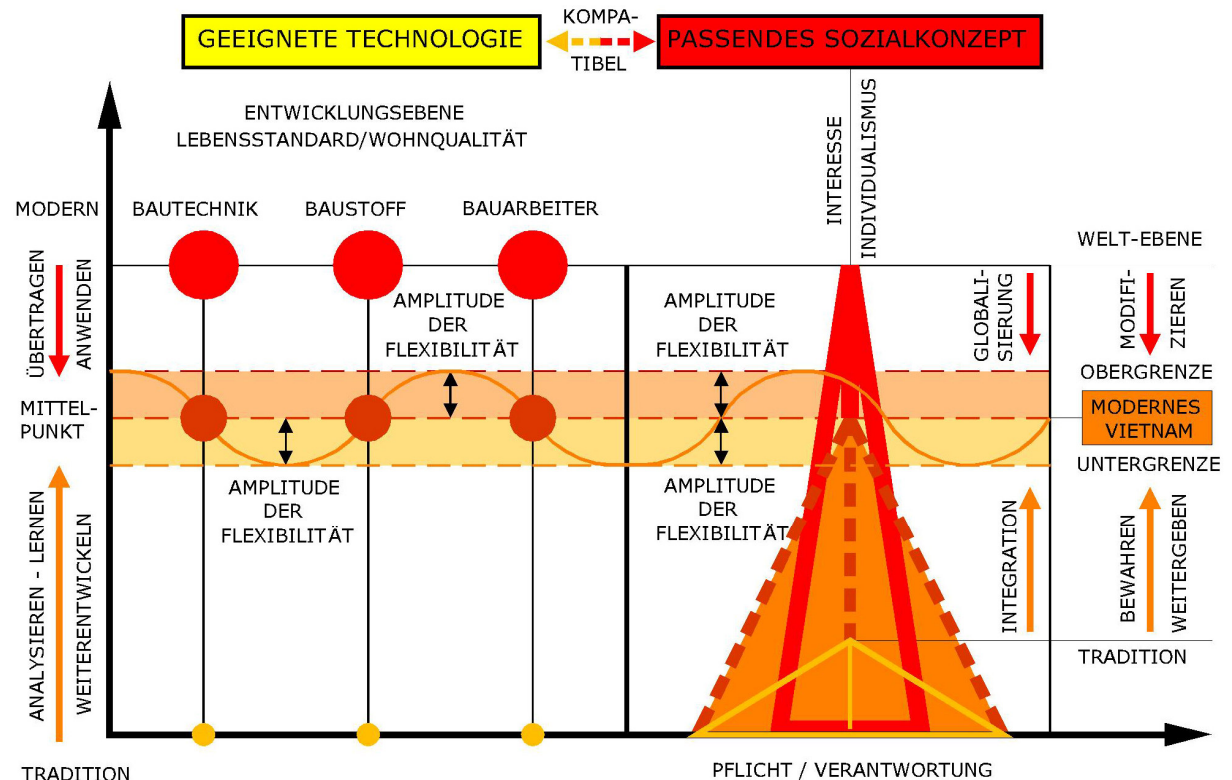 GEEIGNETE TECHNOLOGIE
KOMPA-
TIBEL
PASSENDES SOZIALKONZEPT
ENTWICKLUNGSEBENE
LEBENSSTANDARD/WOHNQUALITÄT
INTERESSE
INDIVIDUALISMUS
MODERN
BAUTECHNIK
BAUSTOFF
BAUARBEITER
WELT-EBENE
ÜBERTRAGEN
ANWENDEN
AMPLITUDE
DER
FLEXIBILITÄT
AMPLITUDE
DER
FLEXIBILITÄT
GLOBALI-
SIERUNG
MODIFI-
ZIEREN
OBERGRENZE
MITTEL-
PUNKT
MODERNES
VIETNAM
UNTERGRENZE
AMPLITUDE
DER
FLEXIBILITÄT
AMPLITUDE
DER
FLEXIBILITÄT
ANALYSIEREN - LERNEN
WEITERENTWICKELN
INTEGRATION
BEWAHREN
WEITERGEBEN
TRADITION
TRADITION
PFLICHT / VERANTWORTUNG